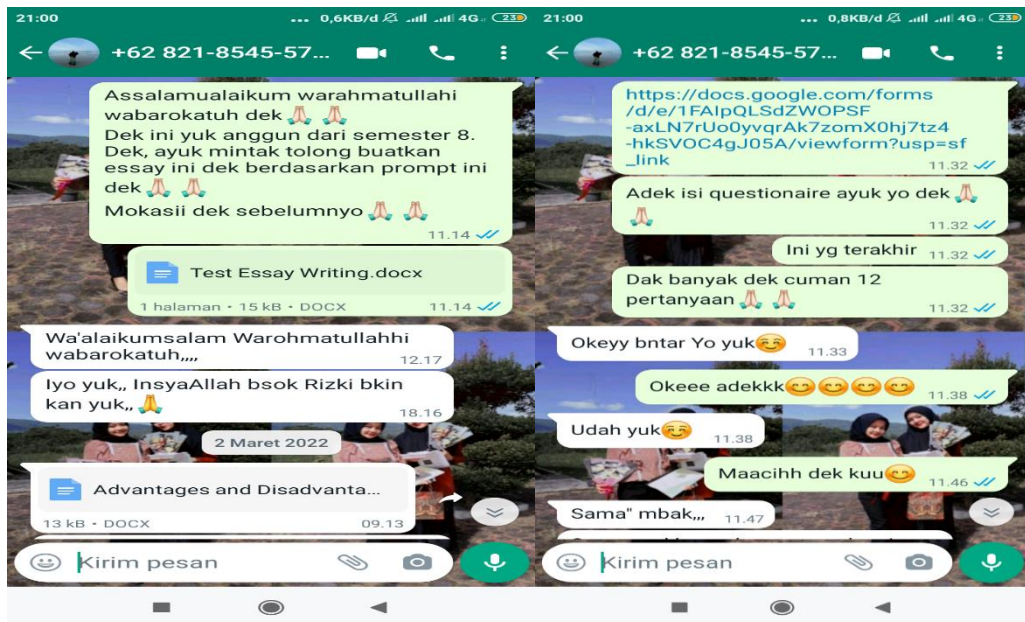 21:00
... 0,6KB/d 4G 23
+62 821-8545-57...
Assalamualaikum warahmatullahi
wabarokatuh dek 🙏🏻 🙏🏻
Dek ini yuk anggun dari semester 8.
Dek, ayuk mintak tolong buatkan
essay ini dek berdasarkan prompt ini
dek 🙏🏻 🙏🏻
Mokasii dek sebelumnyo 🙏🏻 🙏🏻
11.14
Test Essay Writing.docx
1 halaman • 15 kB • DOCX 11.14
Wa'alaikumsalam Warohmatullahhi
wabarokatuh,,,,
12.17
Iyo yuk,, InsyaAllah bsok Rizki bkin
kan yuk,, 🙏
18.16
2 Maret 2022
Advantages and Disadvanta...
13 kB • DOCX 09.13
Kirim pesan
21:00
... 0,8KB/d 4G 23
+62 821-8545-57...
https://docs.google.com/forms
/d/e/1FAIpQLSdZWOPSF
-axLN7rUo0yvqrAk7zomX0hj7tz4
-hkSVOC4gJ05A/viewform?usp=sf
_link
11.32
Adek isi questionaire ayuk yo dek 🙏🏻
🙏🏻
11.32
Ini yg terakhir 11.32
Dak banyak dek cuman 12
pertanyaan 🙏🏻 🙏🏻
11.32
Okeyy bntar Yo yuk😊 11.33
Okeee adekkk😊😊😊😊 11.38
Udah yuk😊 11.38
Maacihh dek kuu😊 11.46
Sama" mbak,,, 11.47
Kirim pesan